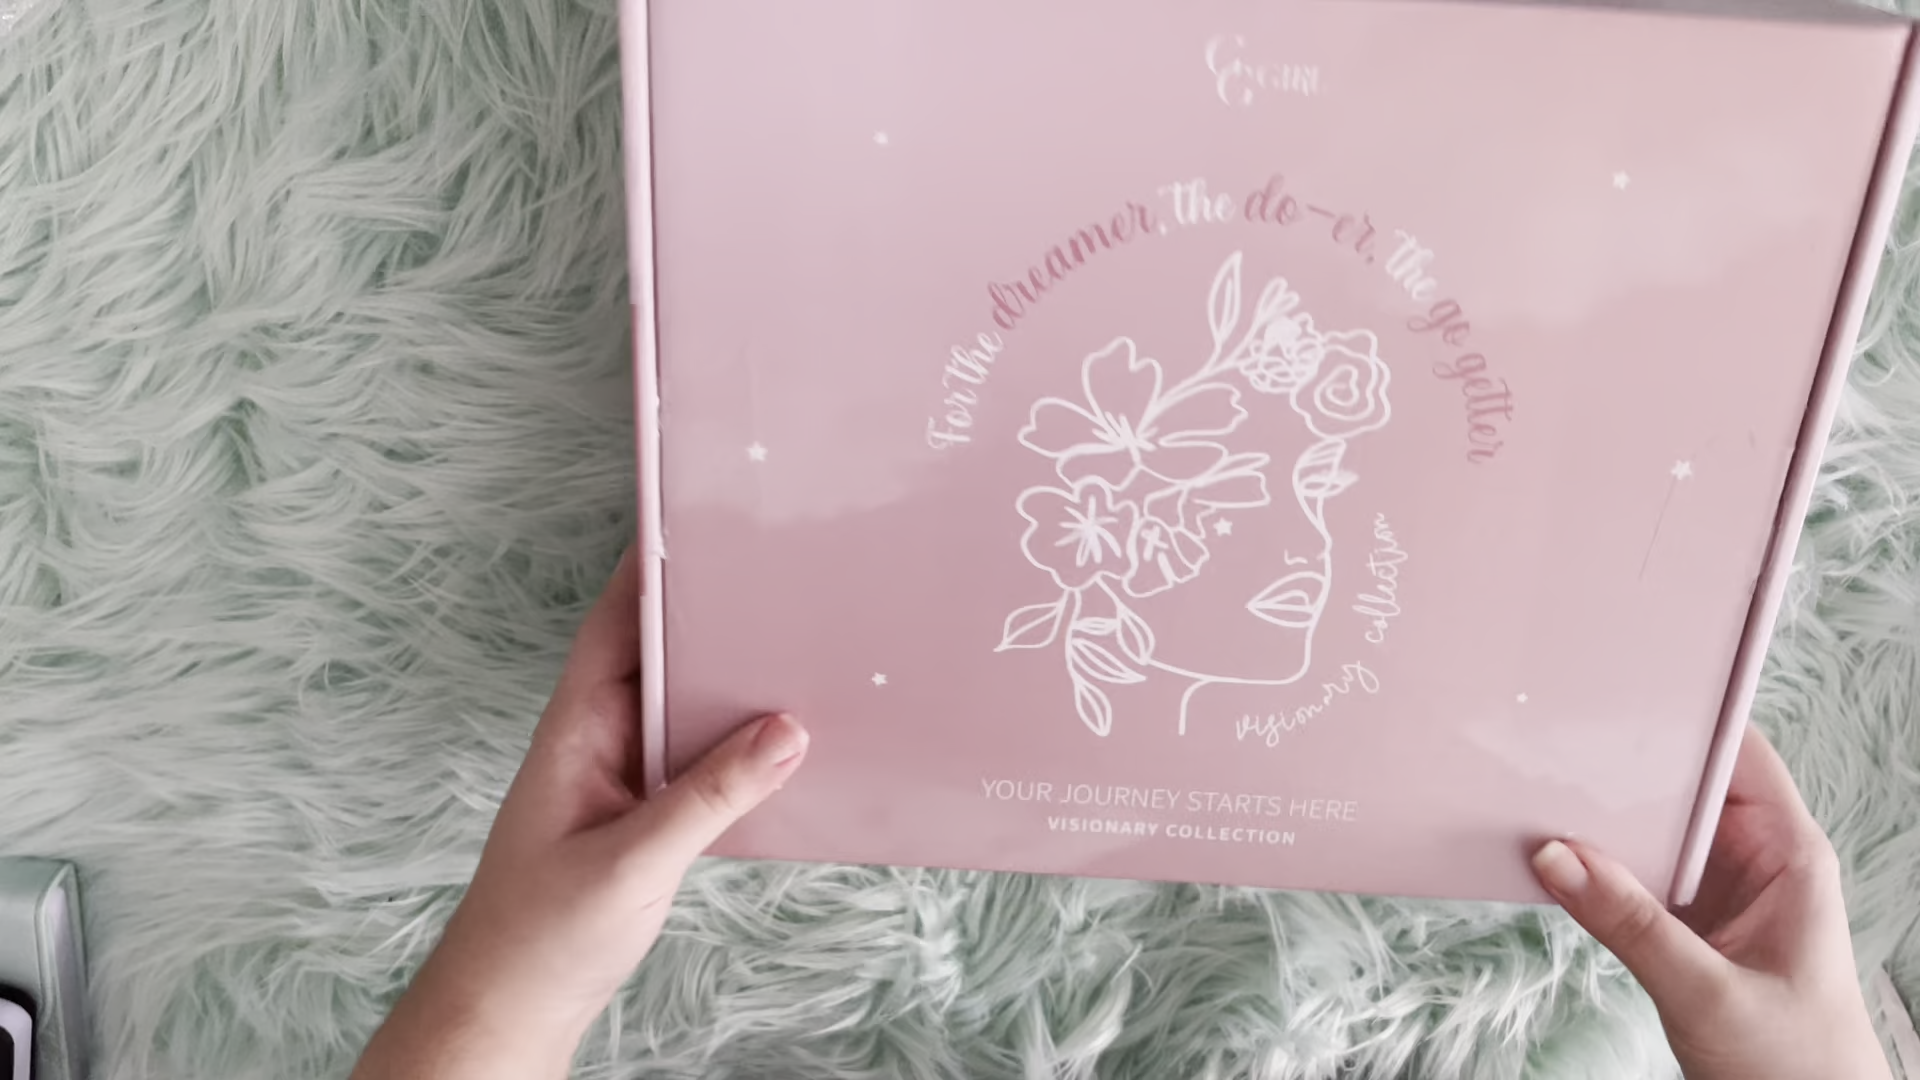 For the dreamer, the do-er, the go getter
visionary collection
YOUR JOURNEY STARTS HERE
VISIONARY COLLECTION